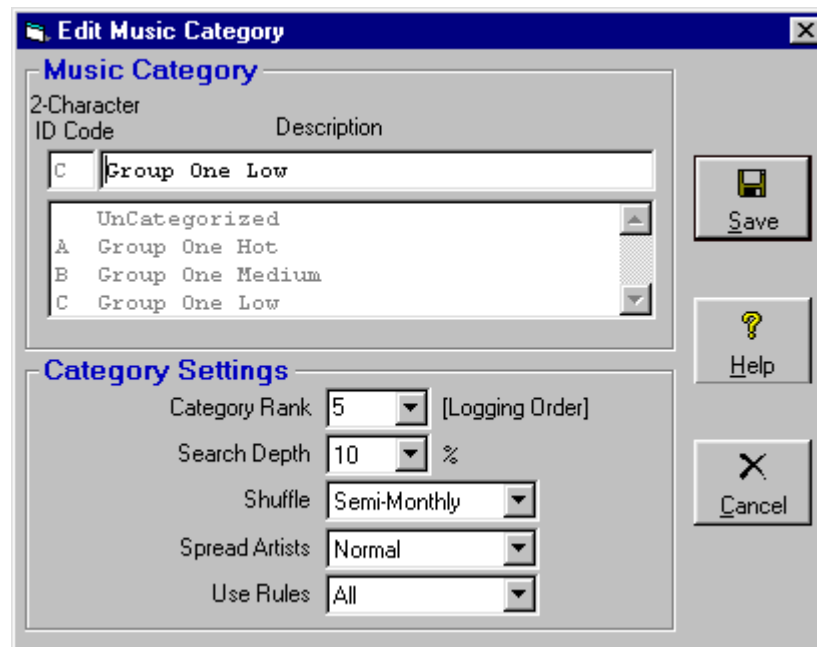 Edit Music Category
Music Category
2-Character
ID Code Description
C Group One Low
UnCategorized
A Group One Hot
B Group One Medium
C Group One Low
Save
Help
Cancel
Category Settings
Category Rank 5 [Logging Order]
Search Depth 10 %
Shuffle Semi-Monthly
Spread Artists Normal
Use Rules All